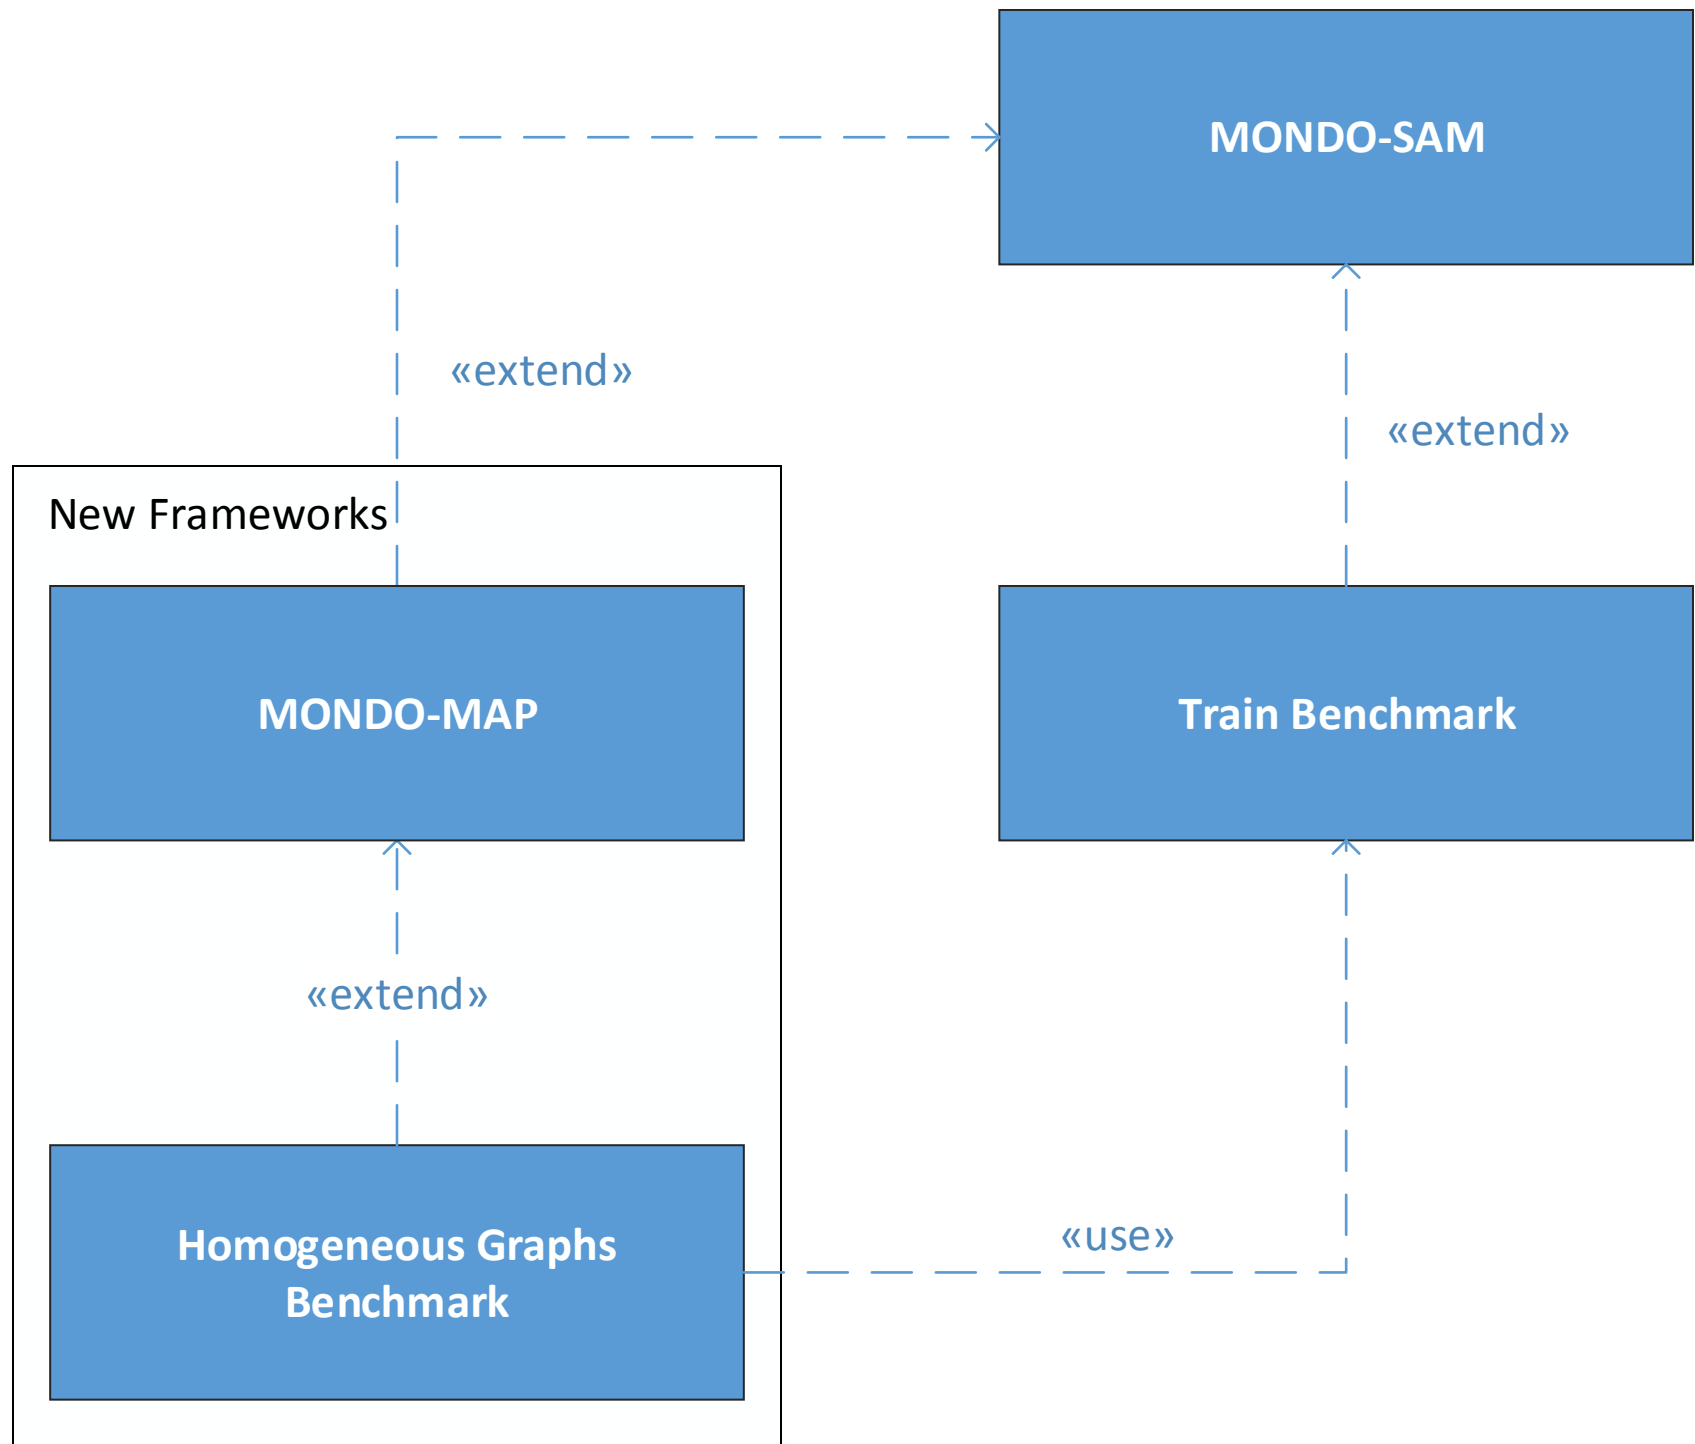 MONDO-SAM
«extend»
«extend»
New Frameworks
MONDO-MAP
Train Benchmark
«extend»
«use»
Homogeneous Graphs
Benchmark